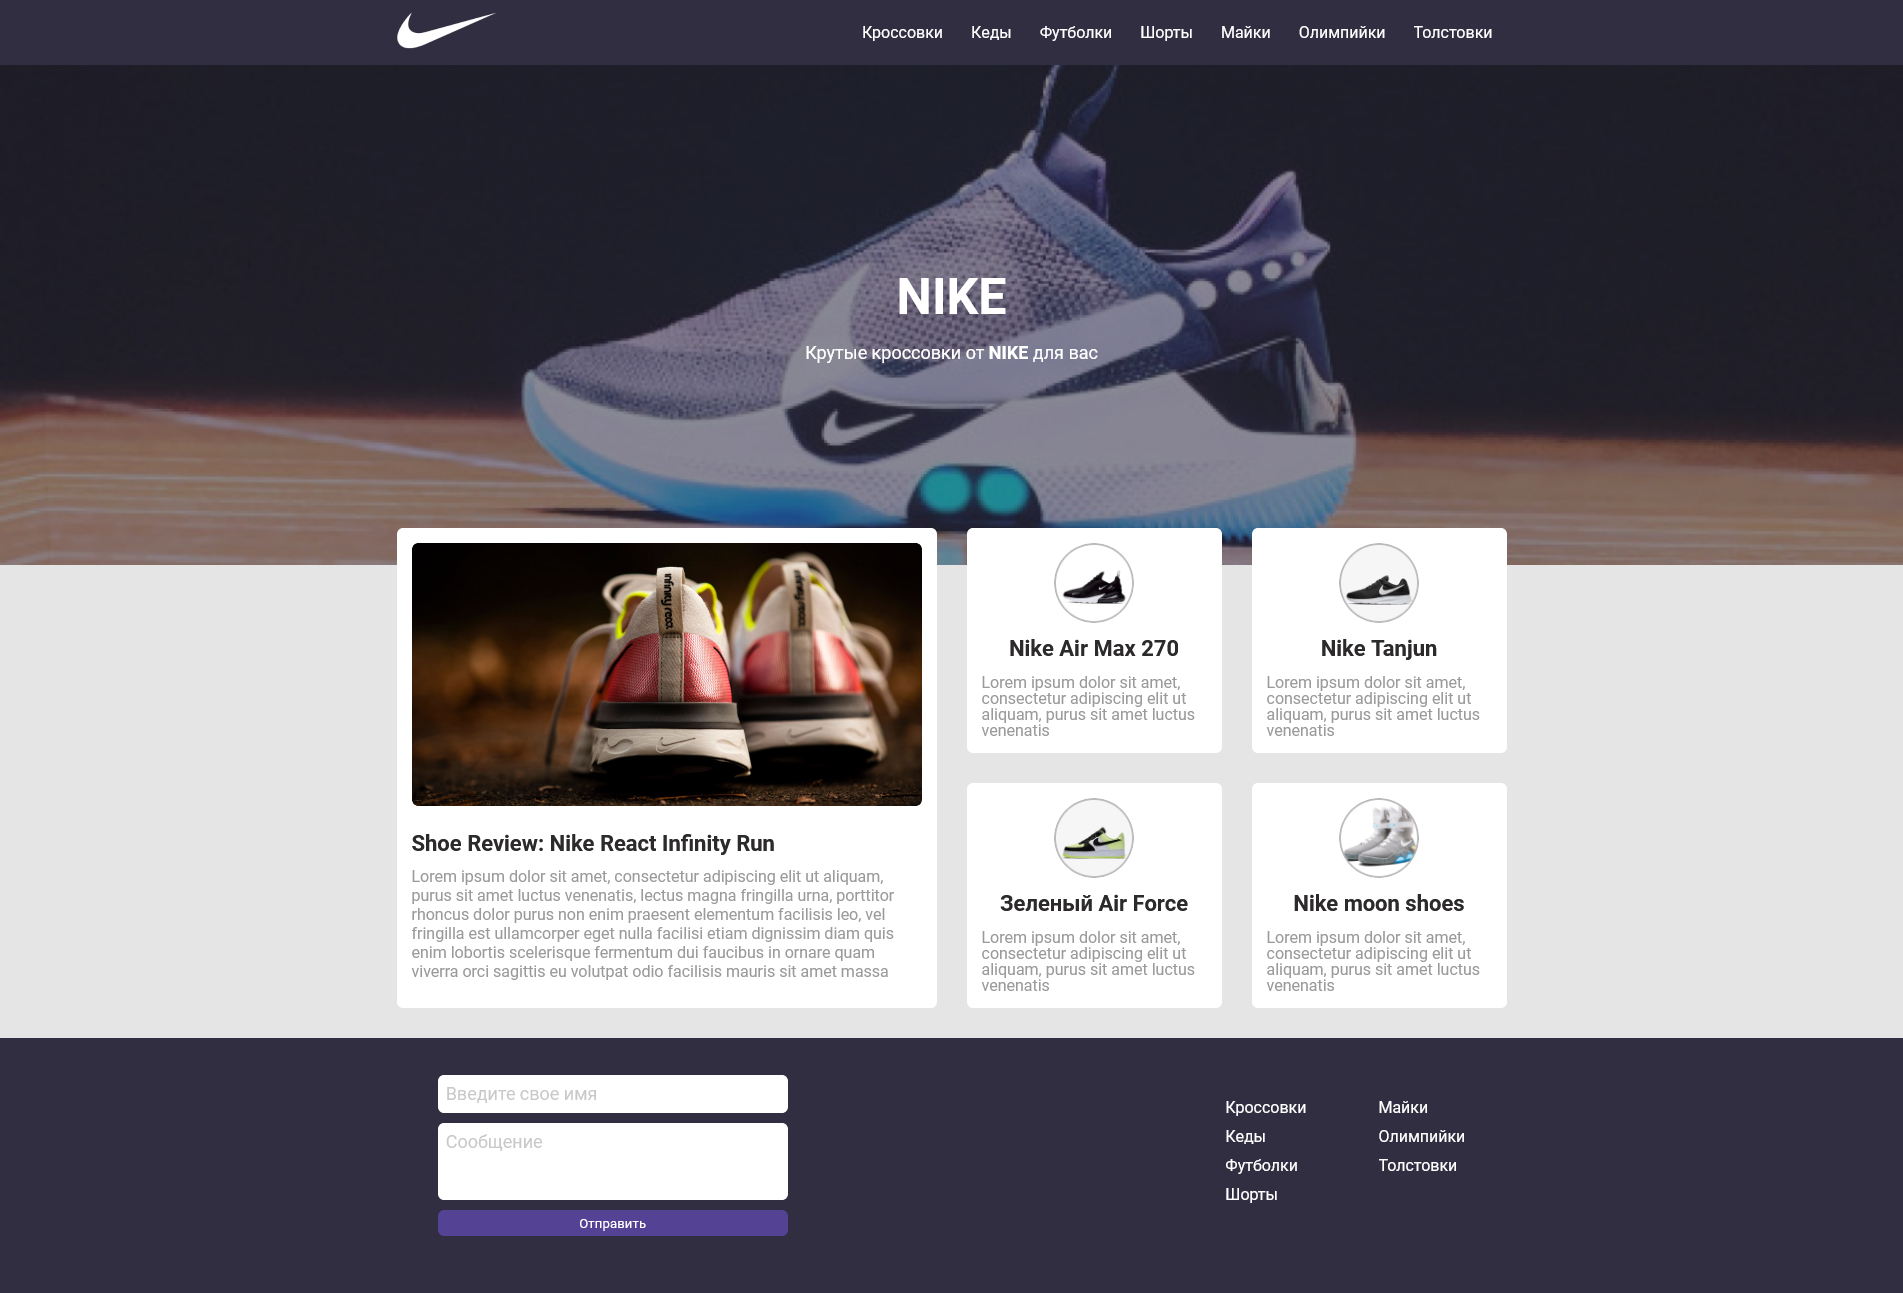 Кроссовки Кеды Футболки Шорты Майки Олимпийки Толстовки
NIKE
Крутые кроссовки от NIKE для вас
infinity react
Shoe Review: Nike React Infinity Run
Lorem ipsum dolor sit amet, consectetur adipiscing elit ut aliquam,
purus sit amet luctus venenatis, lectus magna fringilla urna, porttitor
rhoncus dolor purus non enim praesent elementum facilisis leo, vel
fringilla est ullamcorper eget nulla facilisi etiam dignissim diam quis
enim lobortis scelerisque fermentum dui faucibus in ornare quam
viverra orci sagittis eu volutpat odio facilisis mauris sit amet massa
Nike Air Max 270
Lorem ipsum dolor sit amet,
consectetur adipiscing elit ut
aliquam, purus sit amet luctus
venenatis
Nike Tanjun
Lorem ipsum dolor sit amet,
consectetur adipiscing elit ut
aliquam, purus sit amet luctus
venenatis
Зеленый Air Force
Lorem ipsum dolor sit amet,
consectetur adipiscing elit ut
aliquam, purus sit amet luctus
venenatis
Nike moon shoes
Lorem ipsum dolor sit amet,
consectetur adipiscing elit ut
aliquam, purus sit amet luctus
venenatis
Введите свое имя
Сообщение
Отправить
Кроссовки
Кеды
Футболки
Шорты
Майки
Олимпийки
Толстовки